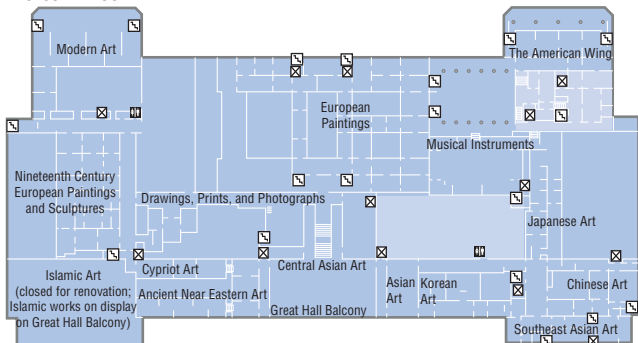 Modern Art
The American Wing
European
Paintings
Musical Instruments
Nineteenth Century
European Paintings
and Sculptures
Drawings, Prints, and Photographs
Japanese Art
Islamic Art
(closed for renovation;
Islamic works on display
on Great Hall Balcony)
Cypriot Art
Ancient Near Eastern Art
Central Asian Art
Great Hall Balcony
Asian
Art
Korean
Art
Chinese Art
Southeast Asian Art